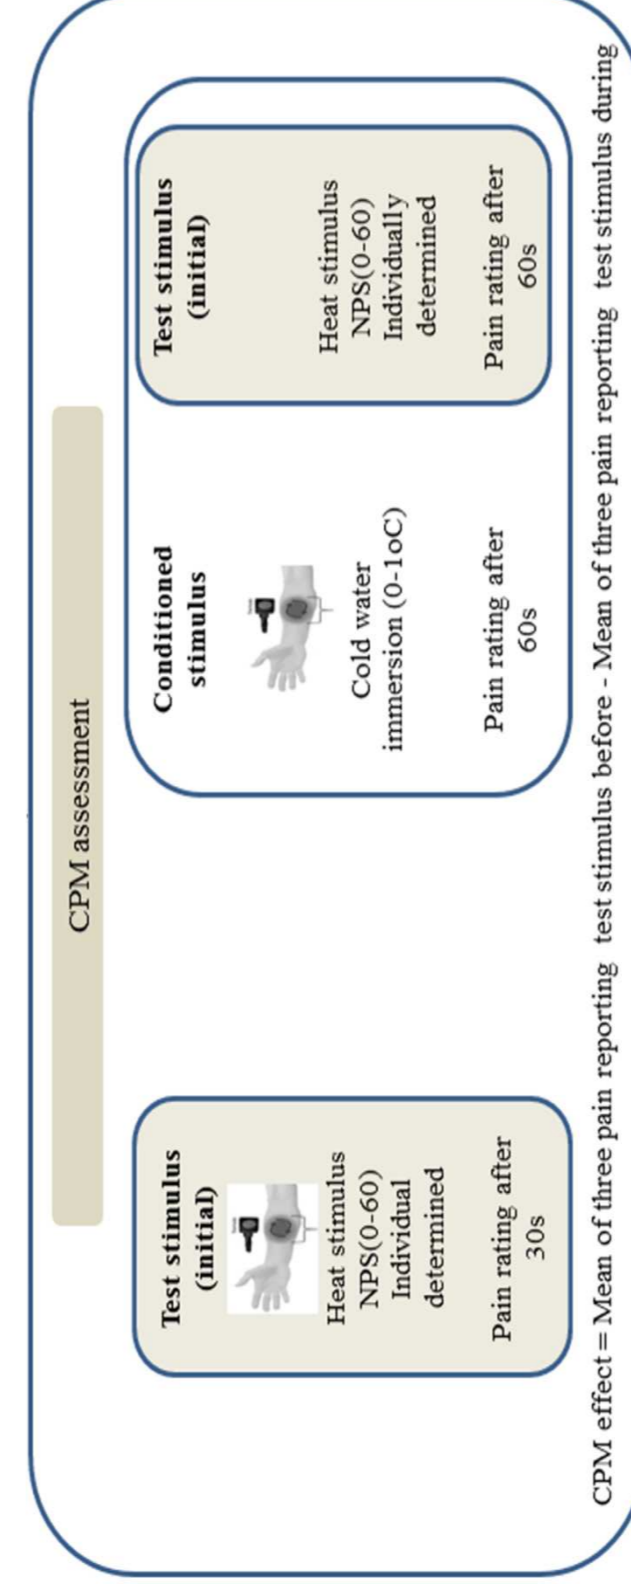 CPM assessment
Test stimulus
(initial)
Heat stimulus
NPS(0-60)
Individual
determined
Pain rating after
30s
Conditioned
stimulus
Cold water
immersion (0-1oC)
Pain rating after
60s
Test stimulus
(initial)
Heat stimulus
NPS(0-60)
Individually
determined
Pain rating after
60s
CPM effect = Mean of three pain reporting test stimulus before - Mean of three pain reporting test stimulus during